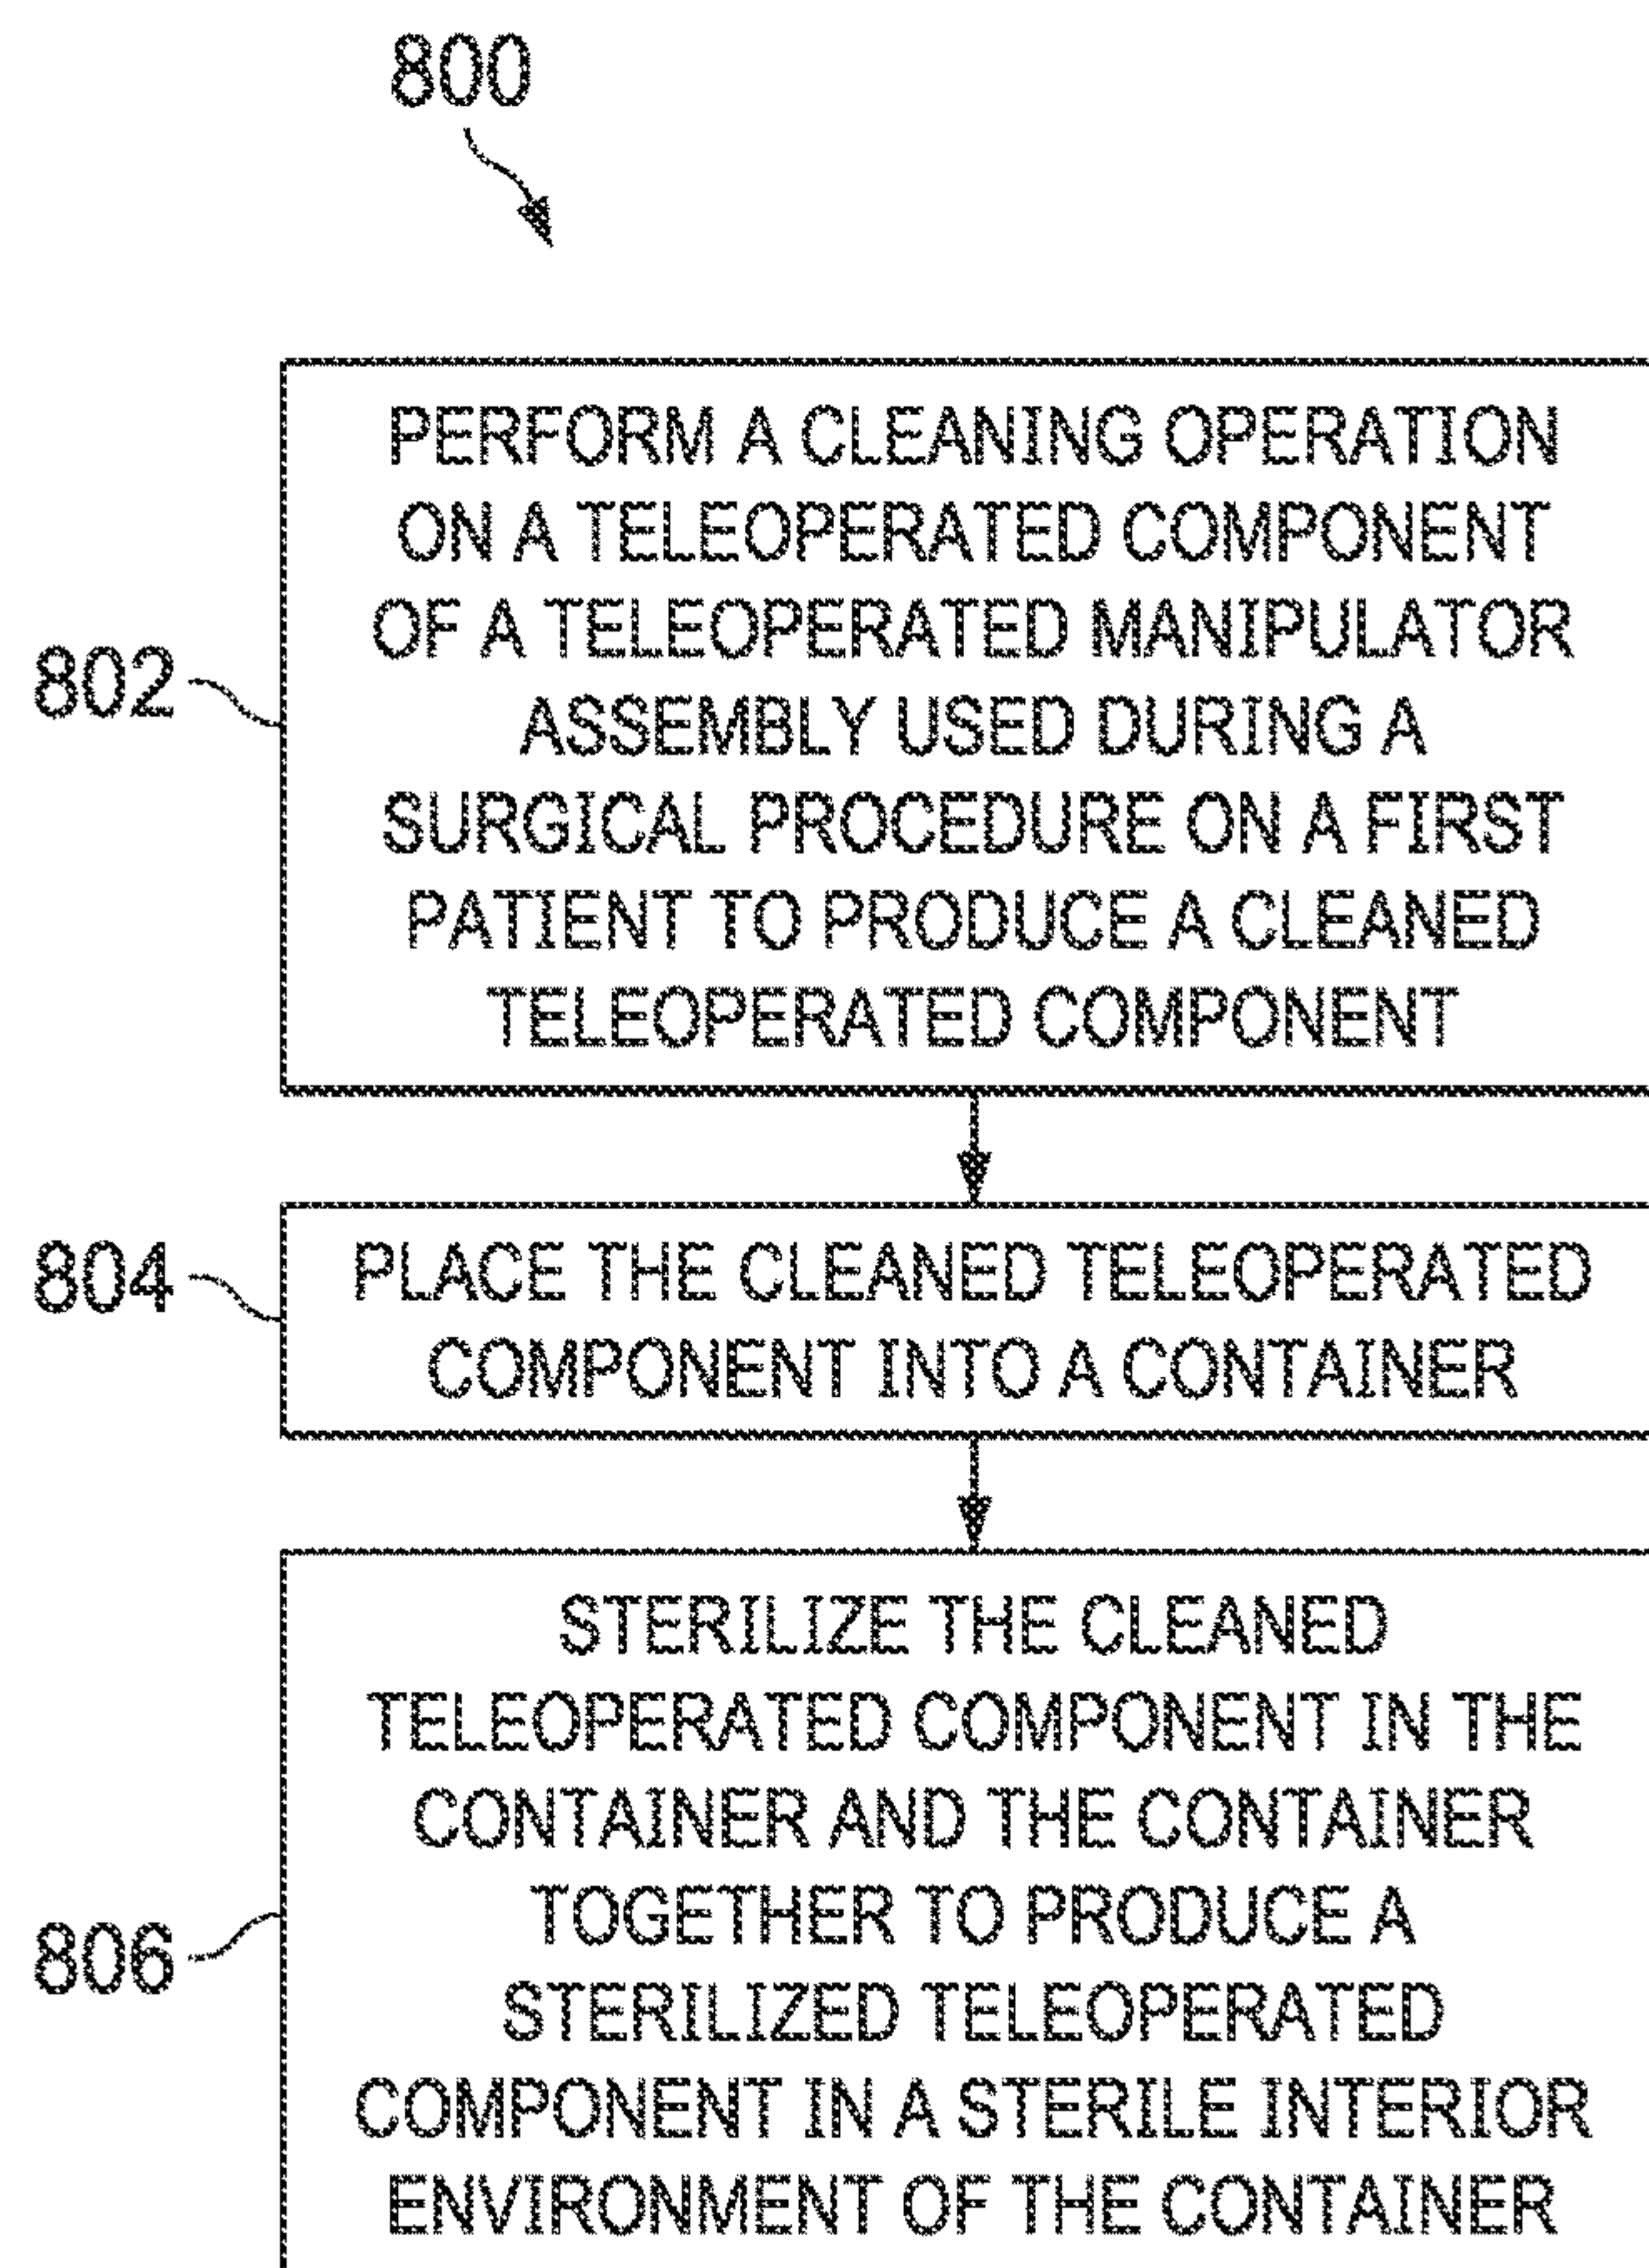 800
PERFORM A CLEANING OPERATION
ON A TELEOPERATED COMPONENT
OF A TELEOPERATED MANIPULATOR
802
ASSEMBLY USED DURING A
SURGICAL PROCEDURE ON A FIRST
PATIENT TO PRODUCE A CLEANED
TELEOPERATED COMPONENT
804
PLACE THE CLEANED TELEOPERATED
COMPONENT INTO A CONTAINER
STERILIZE THE CLEANED
TELEOPERATED COMPONENT IN THE
CONTAINER AND THE CONTAINER
TOGETHER TO PRODUCE A
806
STERILIZED TELEOPERATED
COMPONENT IN A STERILE INTERIOR
ENVIRONMENT OF THE CONTAINER